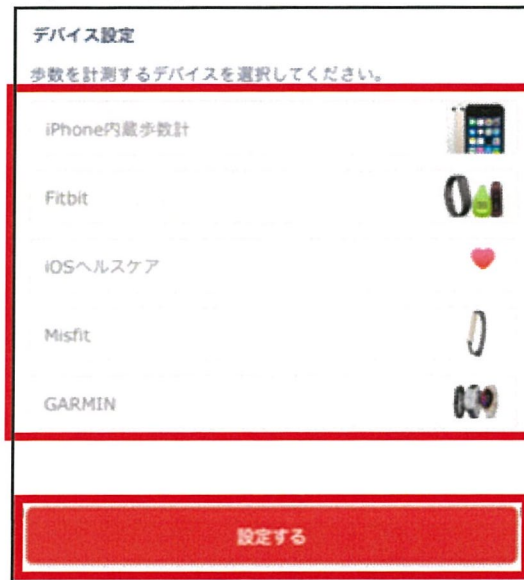 デバイス設定
歩数を計測するデバイスを選択してください。
iPhone内蔵歩数計
Fitbit
iOSヘルスケア
Misfit
GARMIN
設定する